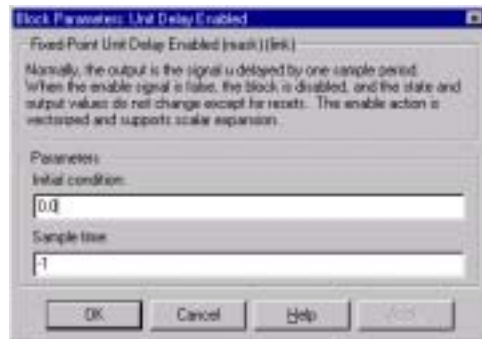 Block Parameters: Unit Delay Enabled
Fixed-Point Unit Delay Enabled (mask) (link)
Normally, the output is the signal u delayed by one sample period.
When the enable signal is false, the block is disabled, and the state and
output values do not change except for resets. The enable action is
vectorized and supports scalar expansion.
Parameters
Initial condition:
0.0
Sample time:
-1
OK
Cancel
Help